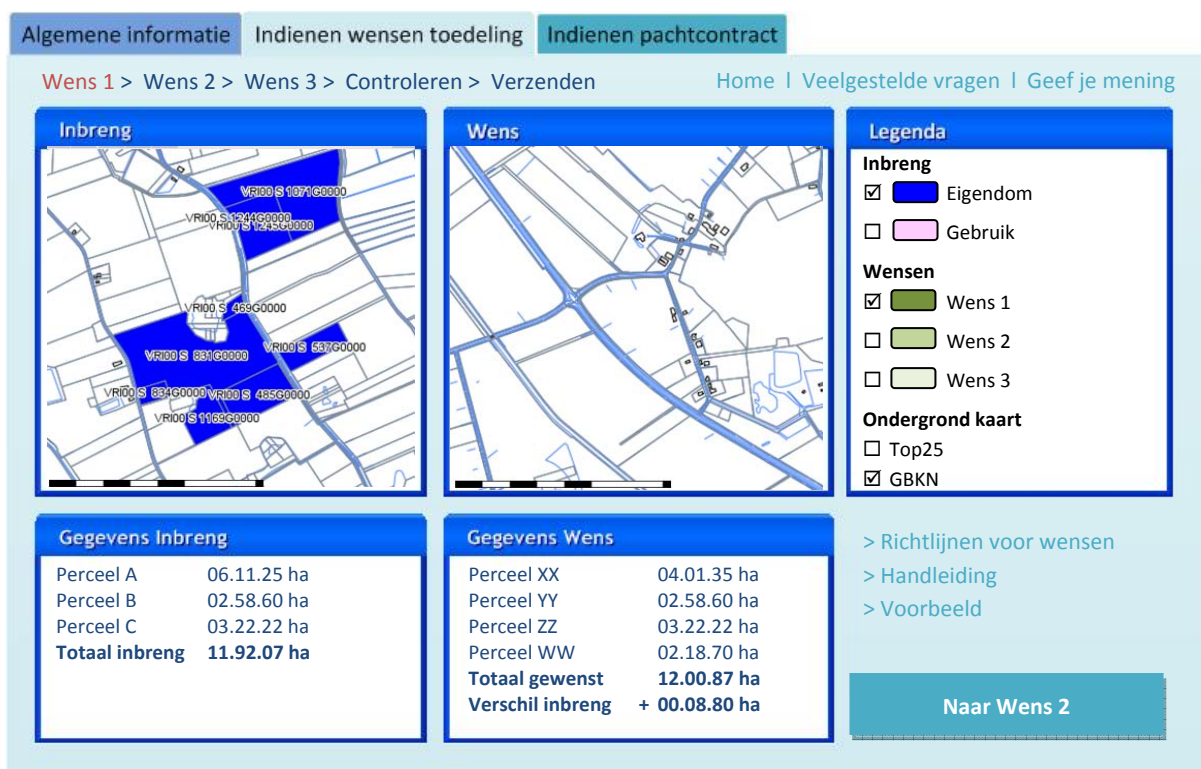 Algemene informatie Indienen wensen toedeling Indienen pachtcontract
Wens 1 > Wens 2 > Wens 3 > Controleren > Verzenden
Home l Veelgestelde vragen l Geef je mening
Inbreng
VRI00 S 1071G0000
VRI00 S 1244G0000
VRI00 S 1245G0000
VRI00 S 469G0000
VRI00 S 831G0000
VRI00 S 537G0000
VRI00 S 834G0000
VRI00 S 485G0000
VRI00 S 1169G0000
Wens
Legenda
Inbreng
Eigendom
Gebruik
Wensen
Wens 1
Wens 2
Wens 3
Ondergrond kaart
Top25
GBKN
Gegevens Inbreng
Perceel A 06.11.25 ha
Perceel B 02.58.60 ha
Perceel C 03.22.22 ha
Totaal inbreng 11.92.07 ha
Gegevens Wens
Perceel XX 04.01.35 ha
Perceel YY 02.58.60 ha
Perceel ZZ 03.22.22 ha
Perceel WW 02.18.70 ha
Totaal gewenst 12.00.87 ha
Verschil inbreng + 00.08.80 ha
> Richtlijnen voor wensen
> Handleiding
> Voorbeeld
Naar Wens 2